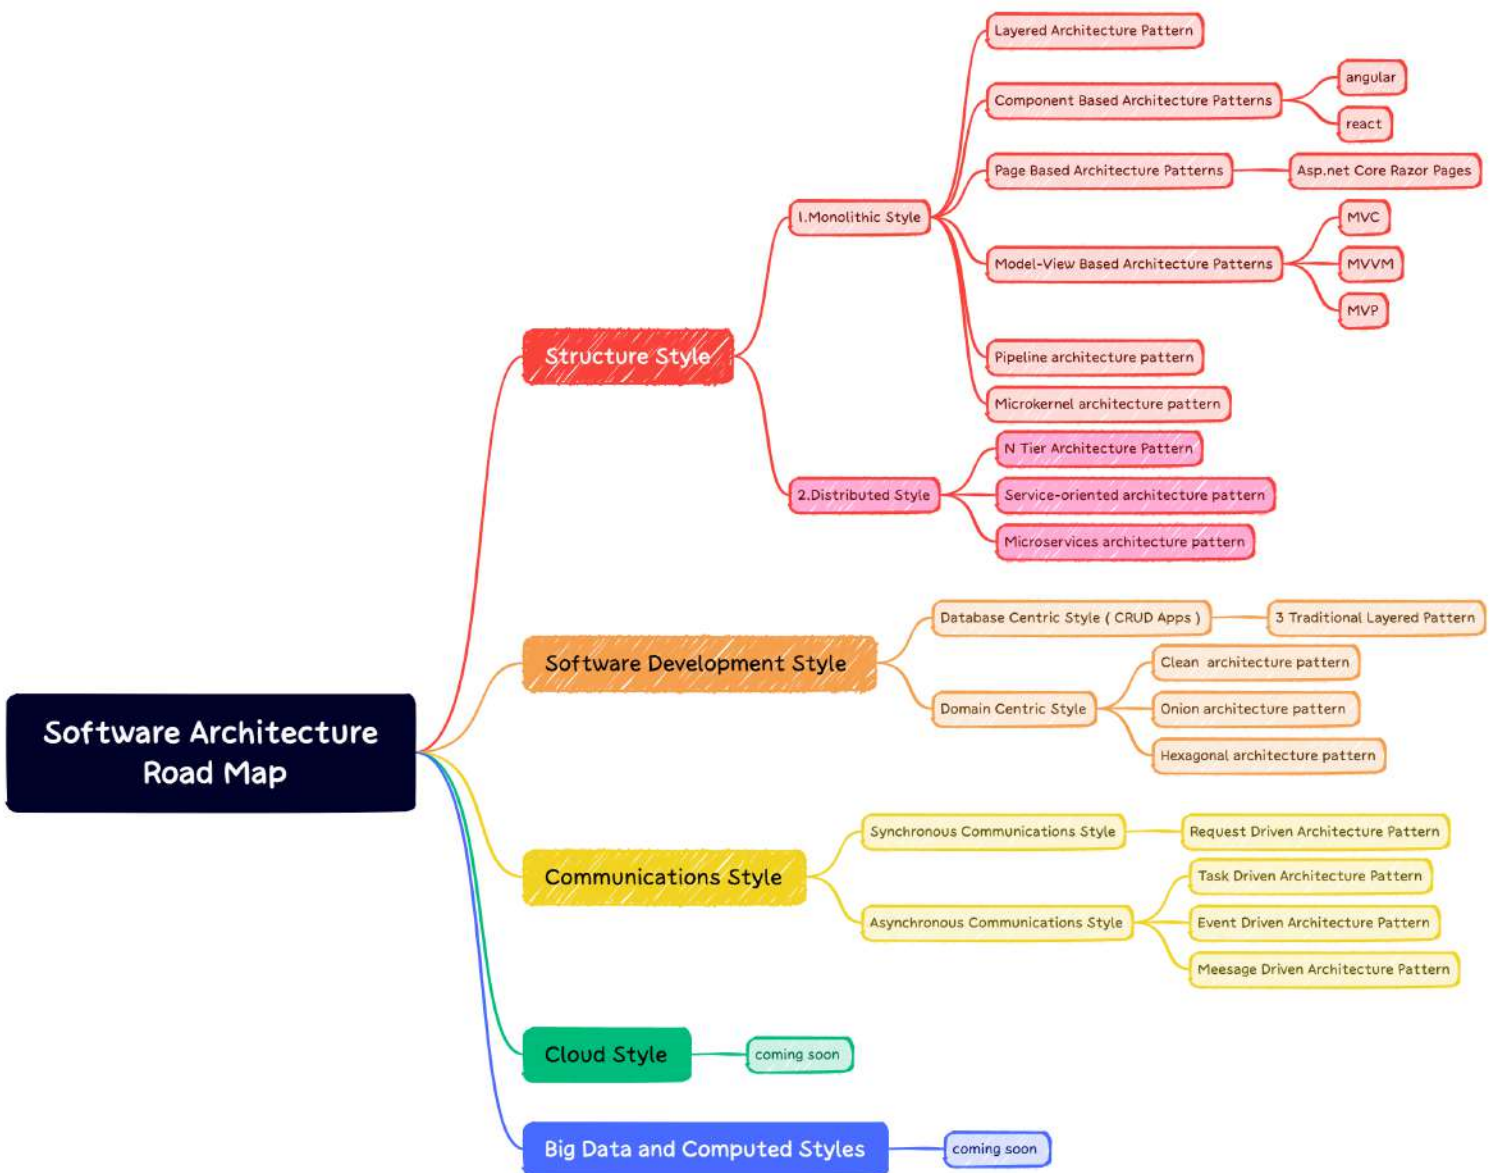 Software Architecture
Road Map
Structure Style
1.Monolithic Style
Layered Architecture Pattern
Component Based Architecture Patterns
angular
react
Page Based Architecture Patterns
Asp.net Core Razor Pages
Model-View Based Architecture Patterns
MVC
MVVM
MVP
Pipeline architecture pattern
Microkernel architecture pattern
2.Distributed Style
N Tier Architecture Pattern
Service-oriented architecture pattern
Microservices architecture pattern
Software Development Style
Database Centric Style ( CRUD Apps )
3 Traditional Layered Pattern
Domain Centric Style
Clean architecture pattern
Onion architecture pattern
Hexagonal architecture pattern
Communications Style
Synchronous Communications Style
Request Driven Architecture Pattern
Asynchronous Communications Style
Task Driven Architecture Pattern
Event Driven Architecture Pattern
Meesage Driven Architecture Pattern
Cloud Style
coming soon
Big Data and Computed Styles
coming soon